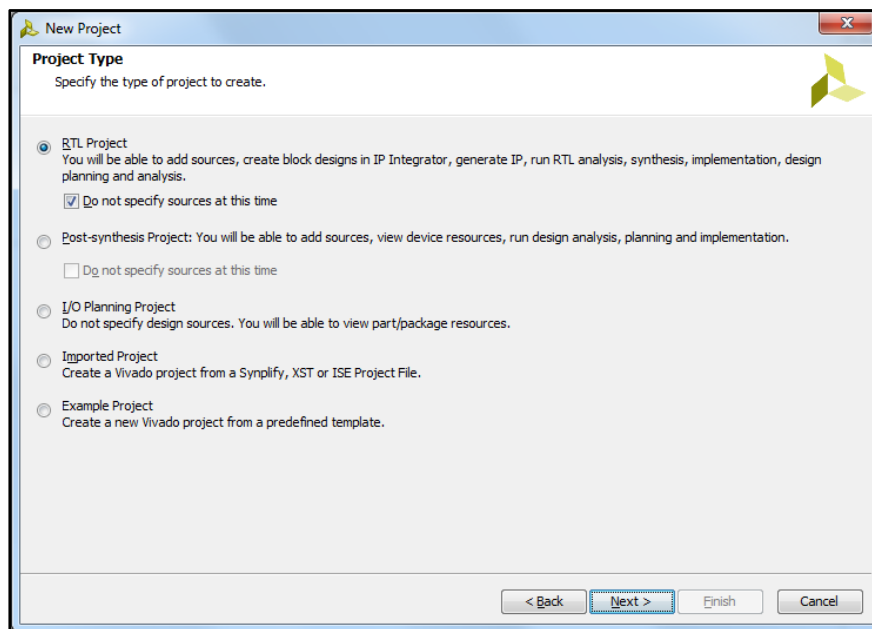 New Project
Project Type
Specify the type of project to create.
RTL Project
You will be able to add sources, create block designs in IP Integrator, generate IP, run RTL analysis, synthesis, implementation, design
planning and analysis.
Do not specify sources at this time
Post-synthesis Project: You will be able to add sources, view device resources, run design analysis, planning and implementation.
Do not specify sources at this time
I/O Planning Project
Do not specify design sources. You will be able to view part/package resources.
Imported Project
Create a Vivado project from a Synplify, XST or ISE Project File.
Example Project
Create a new Vivado project from a predefined template.
< Back Next > Finish Cancel